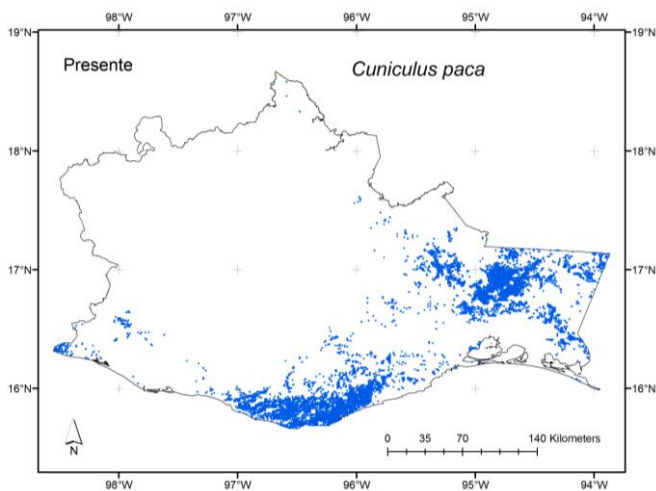 98°W 97°W 96°W 95°W 94°W
19°N 19°N
Presente Cuniculus paca
18°N 18°N
17°N 17°N
16°N 16°N
N
0 35 70 140 Kilometers
98°W 97°W 96°W 95°W 94°W